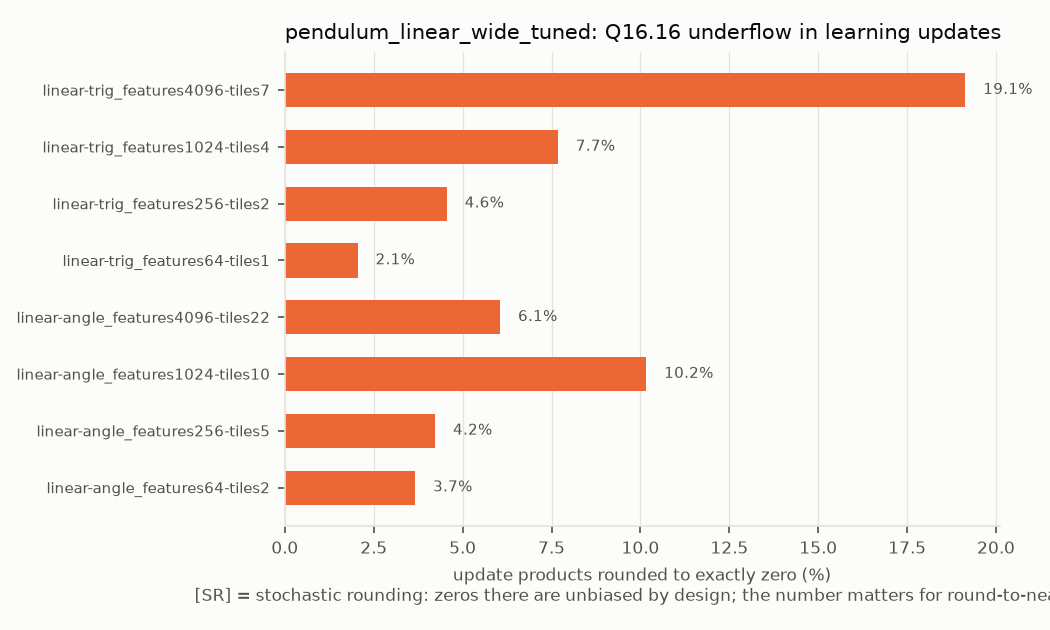 pendulum_linear_wide_tuned: Q16.16 underflow in learning updates
linear-trig_features4096-tiles7 19.1%
linear-trig_features1024-tiles4 7.7%
linear-trig_features256-tiles2 4.6%
linear-trig_features64-tiles1 2.1%
linear-angle_features4096-tiles22 6.1%
linear-angle_features1024-tiles10 10.2%
linear-angle_features256-tiles5 4.2%
linear-angle_features64-tiles2 3.7%
0.0 2.5 5.0 7.5 10.0 12.5 15.0 17.5 20.0
update products rounded to exactly zero (%)
[SR] = stochastic rounding: zeros there are unbiased by design; the number matters for